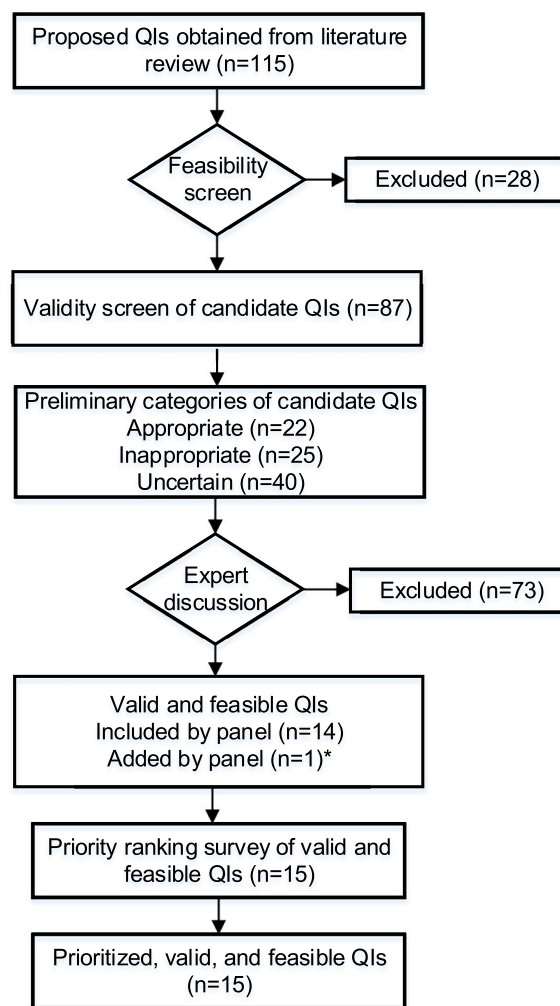 Proposed QIs obtained from literature
review (n=115)
Feasibility
screen
Excluded (n=28)
Validity screen of candidate QIs (n=87)
Preliminary categories of candidate QIs
Appropriate (n=22)
Inappropriate (n=25)
Uncertain (n=40)
Expert
discussion
Excluded (n=73)
Valid and feasible QIs
Included by panel (n=14)
Added by panel (n=1)*
Priority ranking survey of valid and
feasible QIs (n=15)
Prioritized, valid, and feasible QIs
(n=15)